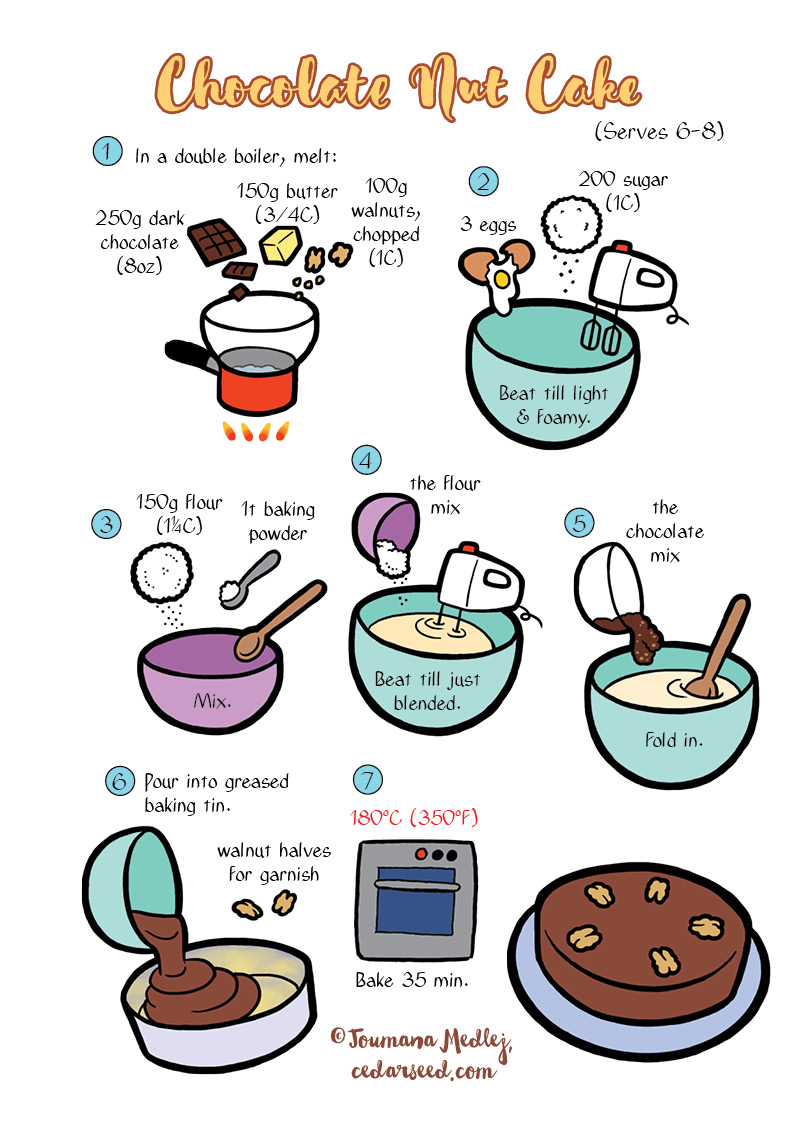 Chocolate Nut Cake
(Serves 6-8)
1
In a double boiler, melt:
250g dark
chocolate
(8oz)
150g butter
(3/4C)
100g
walnuts,
chopped
(1C)
2
3 eggs
200 sugar
(1C)
Beat till light
& foamy.
3
150g flour
(1¼C)
1t baking
powder
Mix.
4
the flour
mix
Beat till just
blended.
5
the
chocolate
mix
Fold in.
6
Pour into greased
baking tin.
walnut halves
for garnish
7
180°C (350°F)
Bake 35 min.
© Joumana Medlej,
cedarseed.com